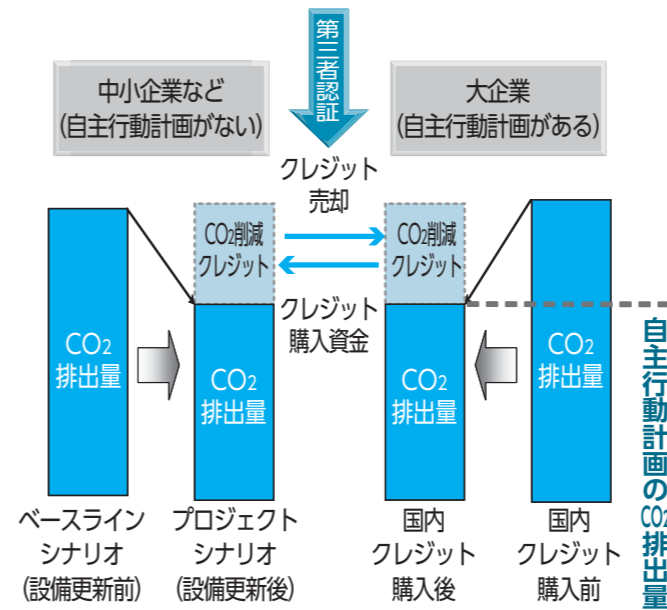 第三者認証
中小企業など
(自主行動計画がない)
大企業
(自主行動計画がある)
クレジット
売却
CO2削減
クレジット
CO2削減
クレジット
クレジット
購入資金
CO2
排出量
CO2
排出量
CO2
排出量
CO2
排出量
自主行動計画のCO2排出量
ベースライン
シナリオ
(設備更新前)
プロジェクト
シナリオ
(設備更新後)
国内
クレジット
購入後
国内
クレジット
購入前